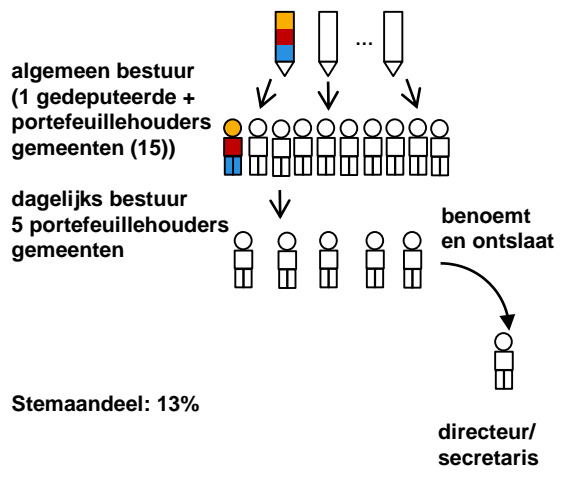 ...
algemeen bestuur
(1 gedeputeerde +
portefeuillehouders
gemeenten (15))
dagelijks bestuur
5 portefeuillehouders
gemeenten
benoemt
en ontslaat
Stemaandeel: 13%
directeur/
secretaris